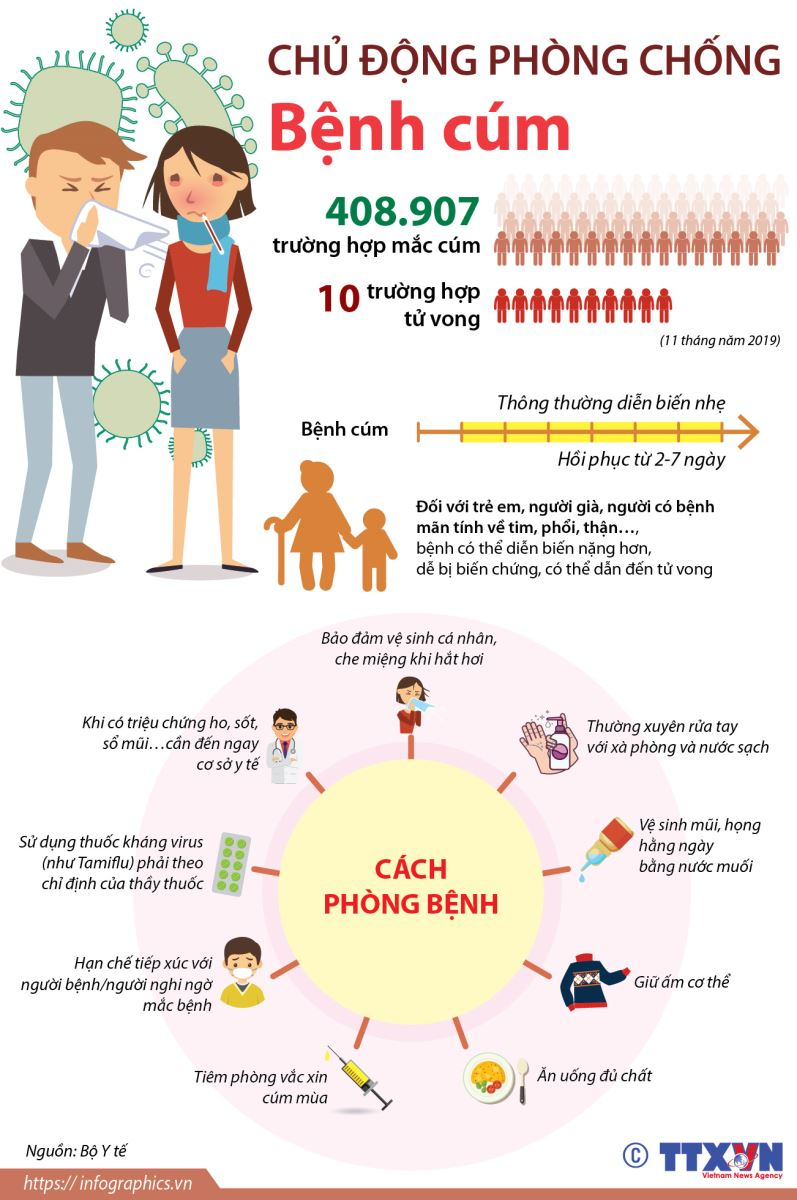 CHỦ ĐỘNG PHÒNG CHỐNG
Bệnh cúm
408.907
trường hợp mắc cúm
10 trường hợp
tử vong
(11 tháng năm 2019)
Bệnh cúm
Thông thường diễn biến nhẹ
Hồi phục từ 2-7 ngày
Đối với trẻ em, người già, người có bệnh
mãn tính về tim, phổi, thận…,
bệnh có thể diễn biến nặng hơn,
dễ bị biến chứng, có thể dẫn đến tử vong
CÁCH
PHÒNG BỆNH
Bảo đảm vệ sinh cá nhân,
che miệng khi hắt hơi
Thường xuyên rửa tay
với xà phòng và nước sạch
Vệ sinh mũi, họng
hằng ngày
bằng nước muối
Giữ ấm cơ thể
Ăn uống đủ chất
Tiêm phòng vắc xin
cúm mùa
Hạn chế tiếp xúc với
người bệnh/người nghi ngờ
mắc bệnh
Sử dụng thuốc kháng virus
(như Tamiflu) phải theo
chỉ định của thầy thuốc
Khi có triệu chứng ho, sốt,
sổ mũi…cần đến ngay
cơ sở y tế
Nguồn: Bộ Y tế
© TTXVN
Vietnam News Agency
https:// infographics.vn